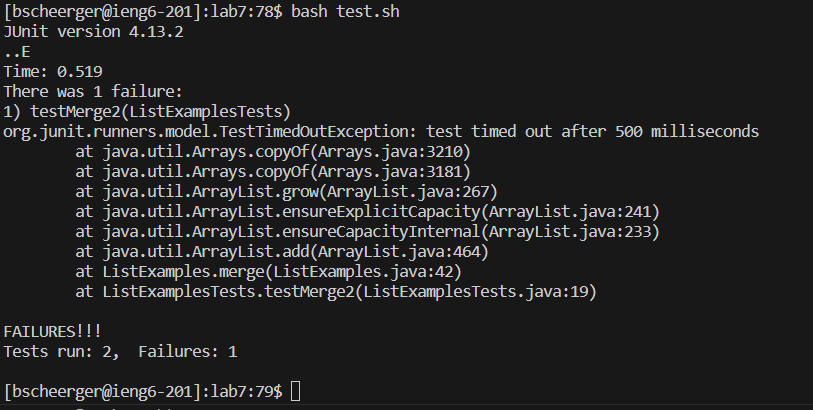 [bscheerger@ieng6-201]:lab7:78$ bash test.sh
JUnit version 4.13.2
..E
Time: 0.519
There was 1 failure:
1) testMerge2(ListExamplesTests)
org.junit.runners.model.TestTimedOutException: test timed out after 500 milliseconds
at java.util.Arrays.copyOf(Arrays.java:3210)
at java.util.Arrays.copyOf(Arrays.java:3181)
at java.util.ArrayList.grow(ArrayList.java:267)
at java.util.ArrayList.ensureExplicitCapacity(ArrayList.java:241)
at java.util.ArrayList.ensureCapacityInternal(ArrayList.java:233)
at java.util.ArrayList.add(ArrayList.java:464)
at ListExamples.merge(ListExamples.java:42)
at ListExamplesTests.testMerge2(ListExamplesTests.java:19)
FAILURES!!!
Tests run: 2,  Failures: 1
[bscheerger@ieng6-201]:lab7:79$